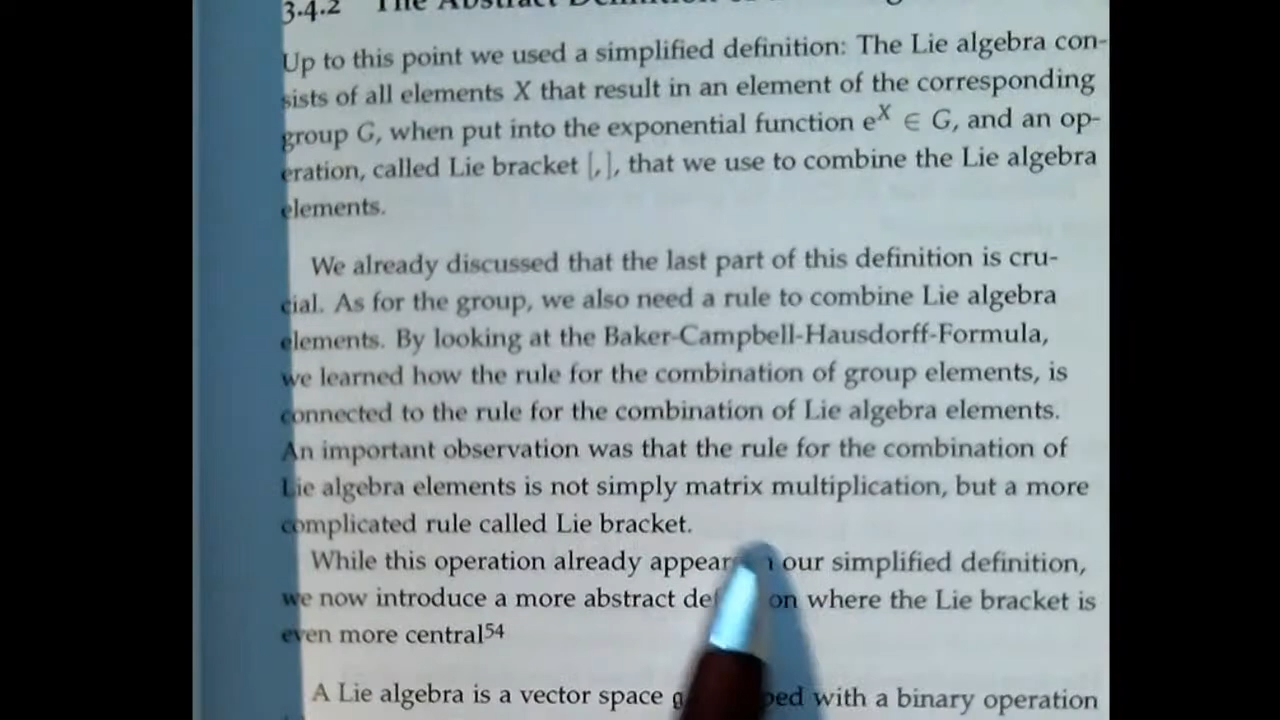 3.4.2 The Abstract
Up to this point we used a simplified definition: The Lie algebra con-
sists of all elements X that result in an element of the corresponding
group G, when put into the exponential function eˣ ∈ G, and an op-
eration, called Lie bracket [,], that we use to combine the Lie algebra
elements.
We already discussed that the last part of this definition is cru-
cial. As for the group, we also need a rule to combine Lie algebra
elements. By looking at the Baker-Campbell-Hausdorff-Formula,
we learned how the rule for the combination of group elements, is
connected to the rule for the combination of Lie algebra elements.
An important observation was that the rule for the combination of
Lie algebra elements is not simply matrix multiplication, but a more
complicated rule called Lie bracket.
While this operation already our simplified definition,
we now introduce a more abstract where the Lie bracket is
even more central54
A Lie algebra is a vector space with a binary operation